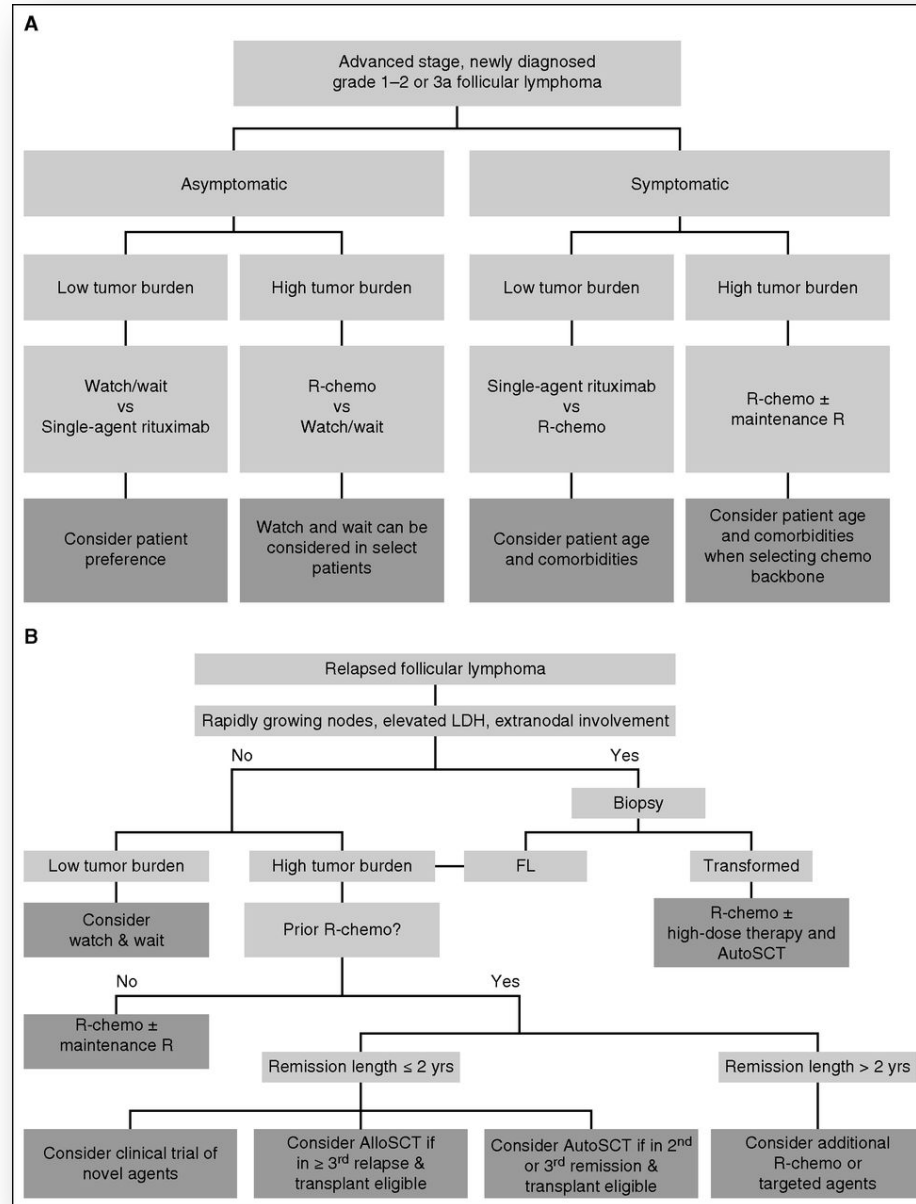 A
Advanced stage, newly diagnosed
grade 1–2 or 3a follicular lymphoma
Asymptomatic
Symptomatic
Low tumor burden
High tumor burden
Low tumor burden
High tumor burden
Watch/wait
vs
Single-agent rituximab
R-chemo
vs
Watch/wait
Single-agent rituximab
vs
R-chemo
R-chemo ±
maintenance R
Consider patient
preference
Watch and wait can be
considered in select
patients
Consider patient age
and comorbidities
Consider patient age
and comorbidities
when selecting chemo
backbone
B
Relapsed follicular lymphoma
Rapidly growing nodes, elevated LDH, extranodal involvement
No
Yes
Biopsy
Low tumor burden
High tumor burden
FL
Transformed
Consider
watch & wait
Prior R-chemo?
R-chemo ±
high-dose therapy and
AutoSCT
No
Yes
R-chemo ±
maintenance R
Remission length ≤ 2 yrs
Remission length > 2 yrs
Consider clinical trial of
novel agents
Consider AlloSCT if
in ≥ 3rd relapse &
transplant eligible
Consider AutoSCT if in 2nd
or 3rd remission &
transplant eligible
Consider additional
R-chemo or
targeted agents